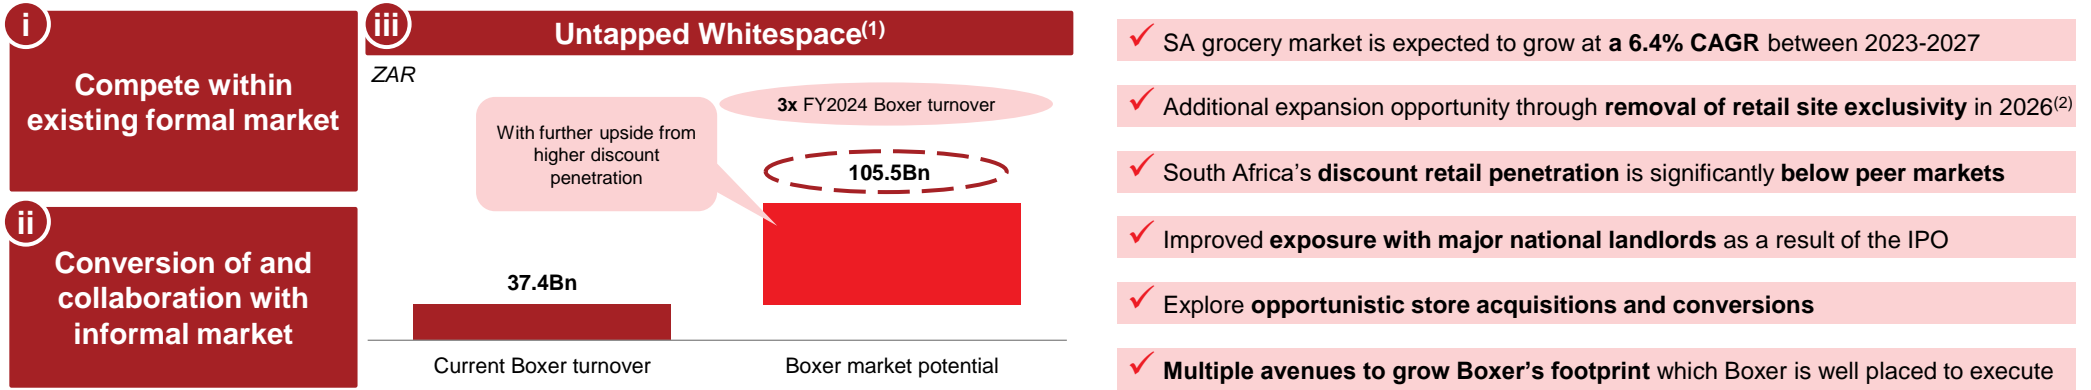 i
Compete within
existing formal market
ii
Conversion of and
collaboration with
informal market
iii
Untapped Whitespace(1)
ZAR
With further upside from
higher discount
penetration
3x FY2024 Boxer turnover
105.5Bn
37.4Bn
Current Boxer turnover
Boxer market potential
SA grocery market is expected to grow at a 6.4% CAGR between 2023-2027
Additional expansion opportunity through removal of retail site exclusivity in 2026(2)
South Africa's discount retail penetration is significantly below peer markets
Improved exposure with major national landlords as a result of the IPO
Explore opportunistic store acquisitions and conversions
Multiple avenues to grow Boxer's footprint which Boxer is well placed to execute